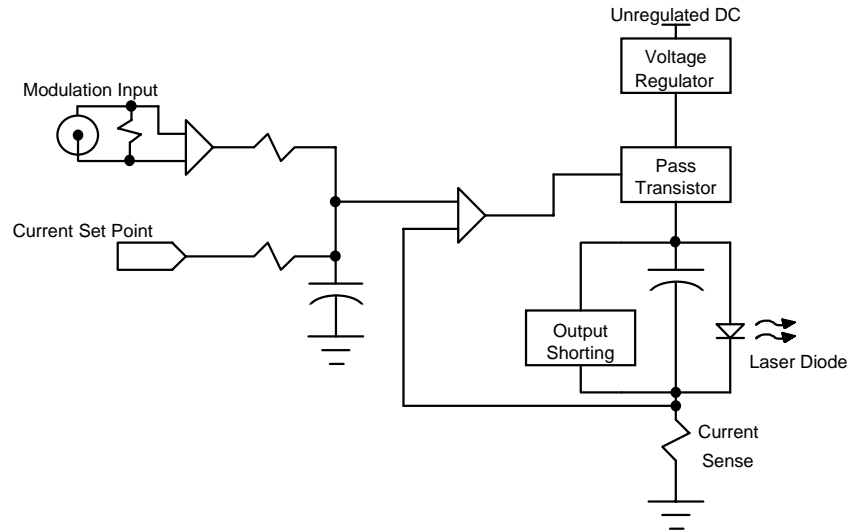 Unregulated DC
Voltage
Regulator
Modulation Input
Pass
Transistor
Current Set Point
Output
Shorting
Laser Diode
Current
Sense